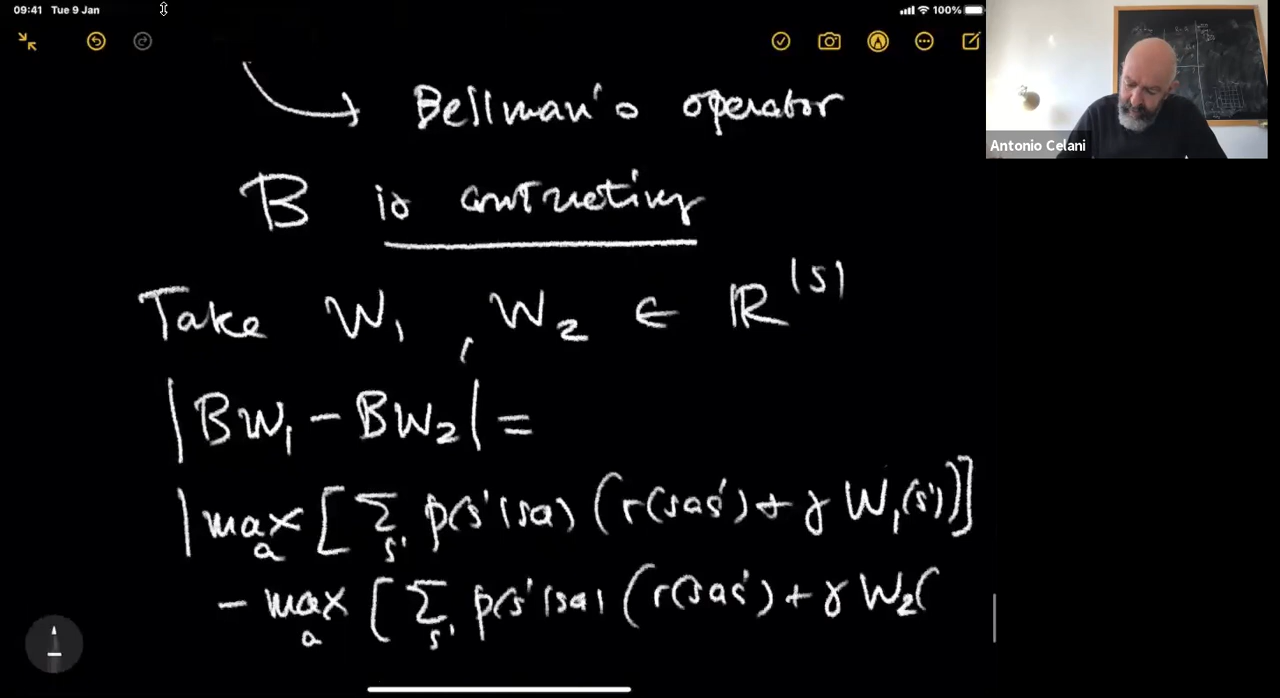 09:41 Tue 9 Jan
100%
Antonio Celani
→ Bellman's operator
B is contracting
Take W₁, W₂ ∈ ℝ^|S|
|BW₁ - BW₂| =
|max_a [Σ_s' p(s'|sa) (r(sas') + γ W₁(s'))]
- max_a [Σ_s' p(s'|sa) (r(sas') + γ W₂(